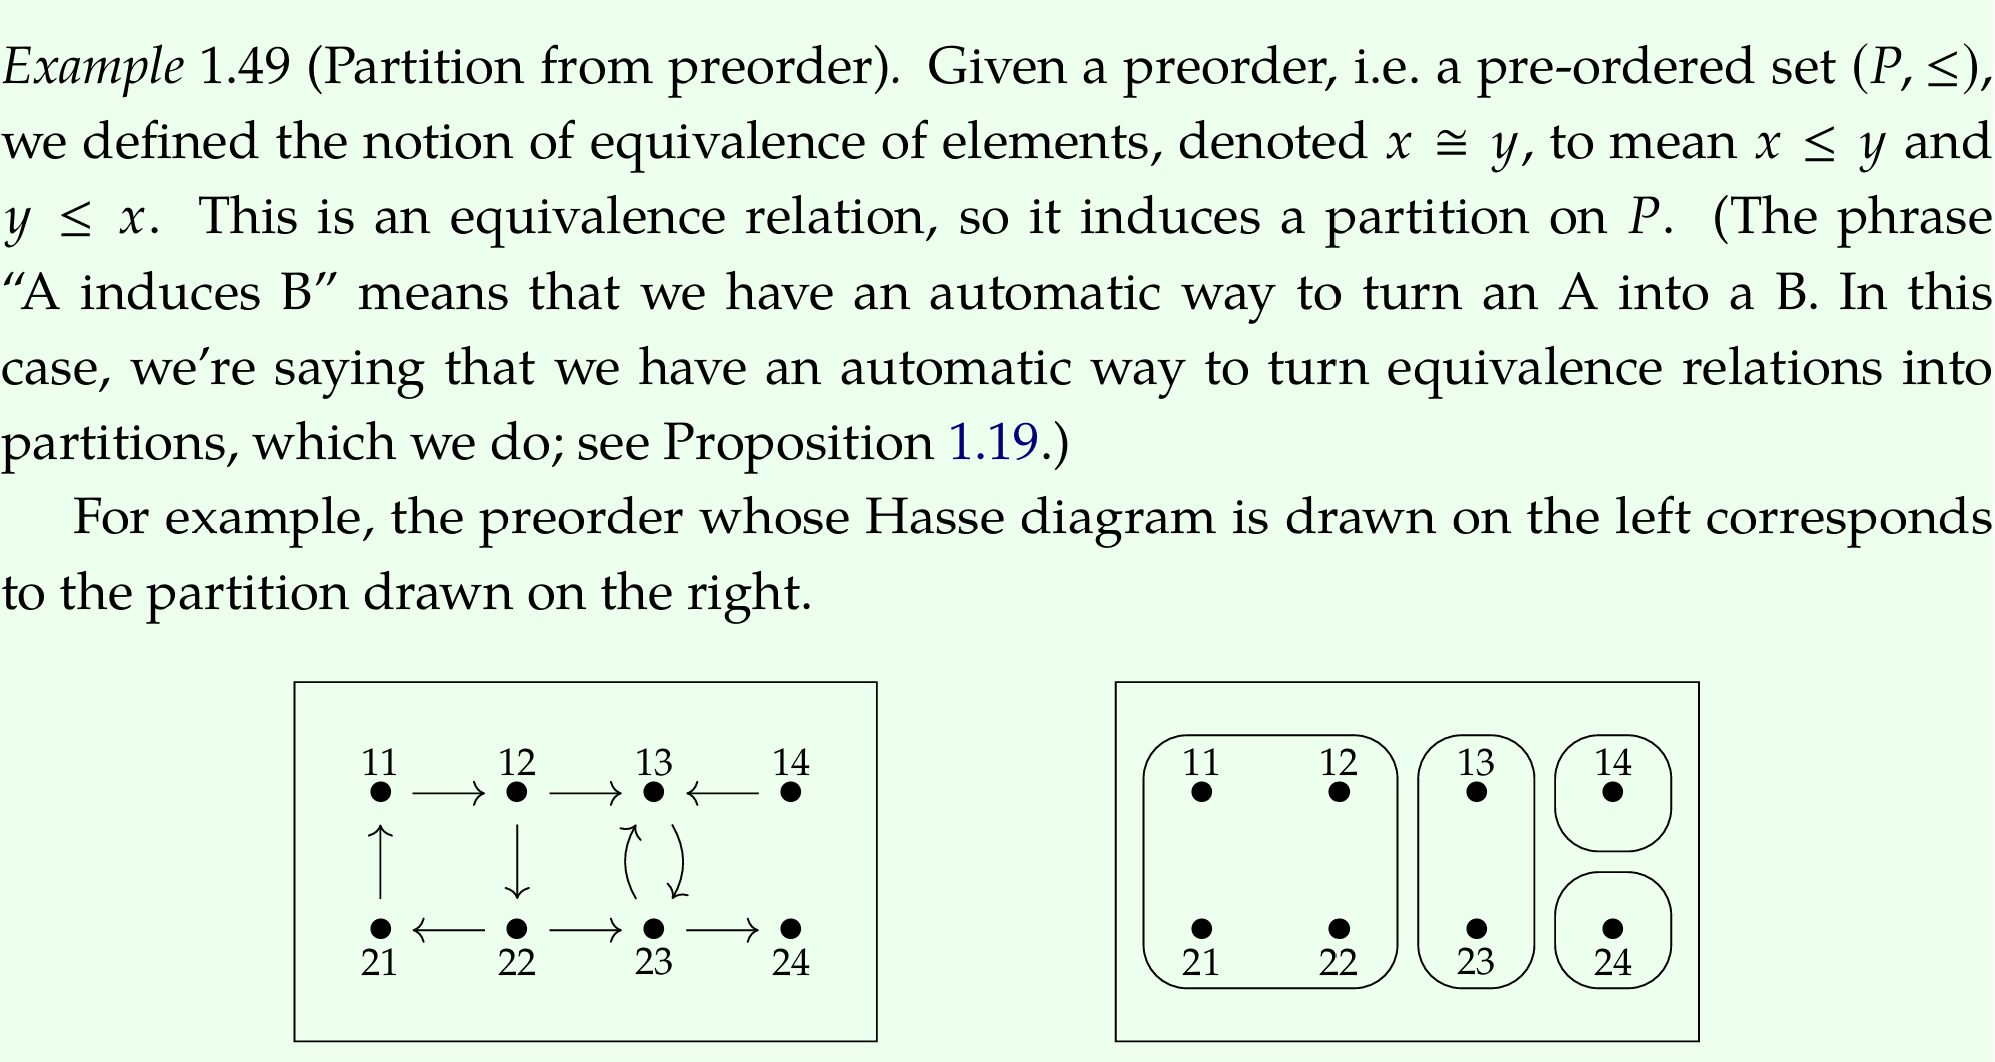 Example 1.49 (Partition from preorder). Given a preorder, i.e. a pre-ordered set (P, ≤),
we defined the notion of equivalence of elements, denoted x ≅ y, to mean x ≤ y and
y ≤ x. This is an equivalence relation, so it induces a partition on P. (The phrase
“A induces B” means that we have an automatic way to turn an A into a B. In this
case, we’re saying that we have an automatic way to turn equivalence relations into
partitions, which we do; see Proposition 1.19.)
For example, the preorder whose Hasse diagram is drawn on the left corresponds
to the partition drawn on the right.
11 12 13 14
21 22 23 24
11 12 13 14
21 22 23 24